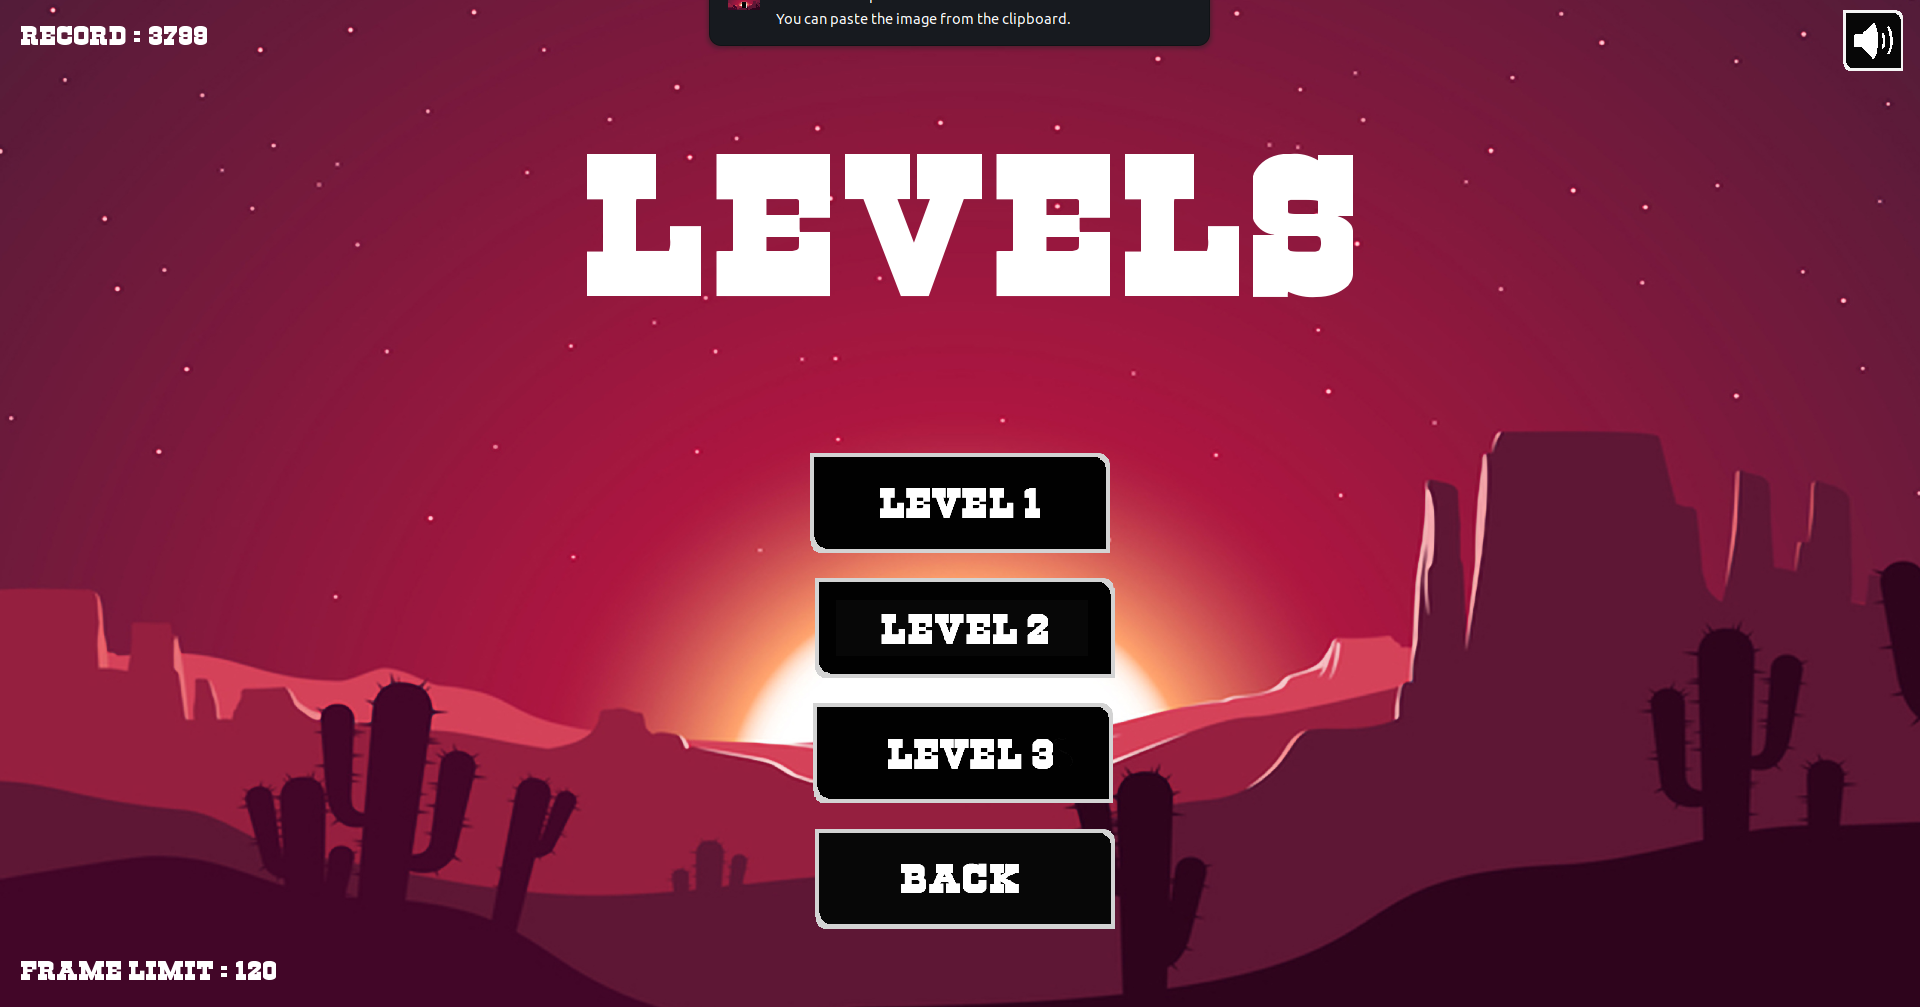 You can paste the image from the clipboard.
RECORD : 3799
LEVELS
LEVEL 1
LEVEL 2
LEVEL 3
BACK
FRAME LIMIT : 120